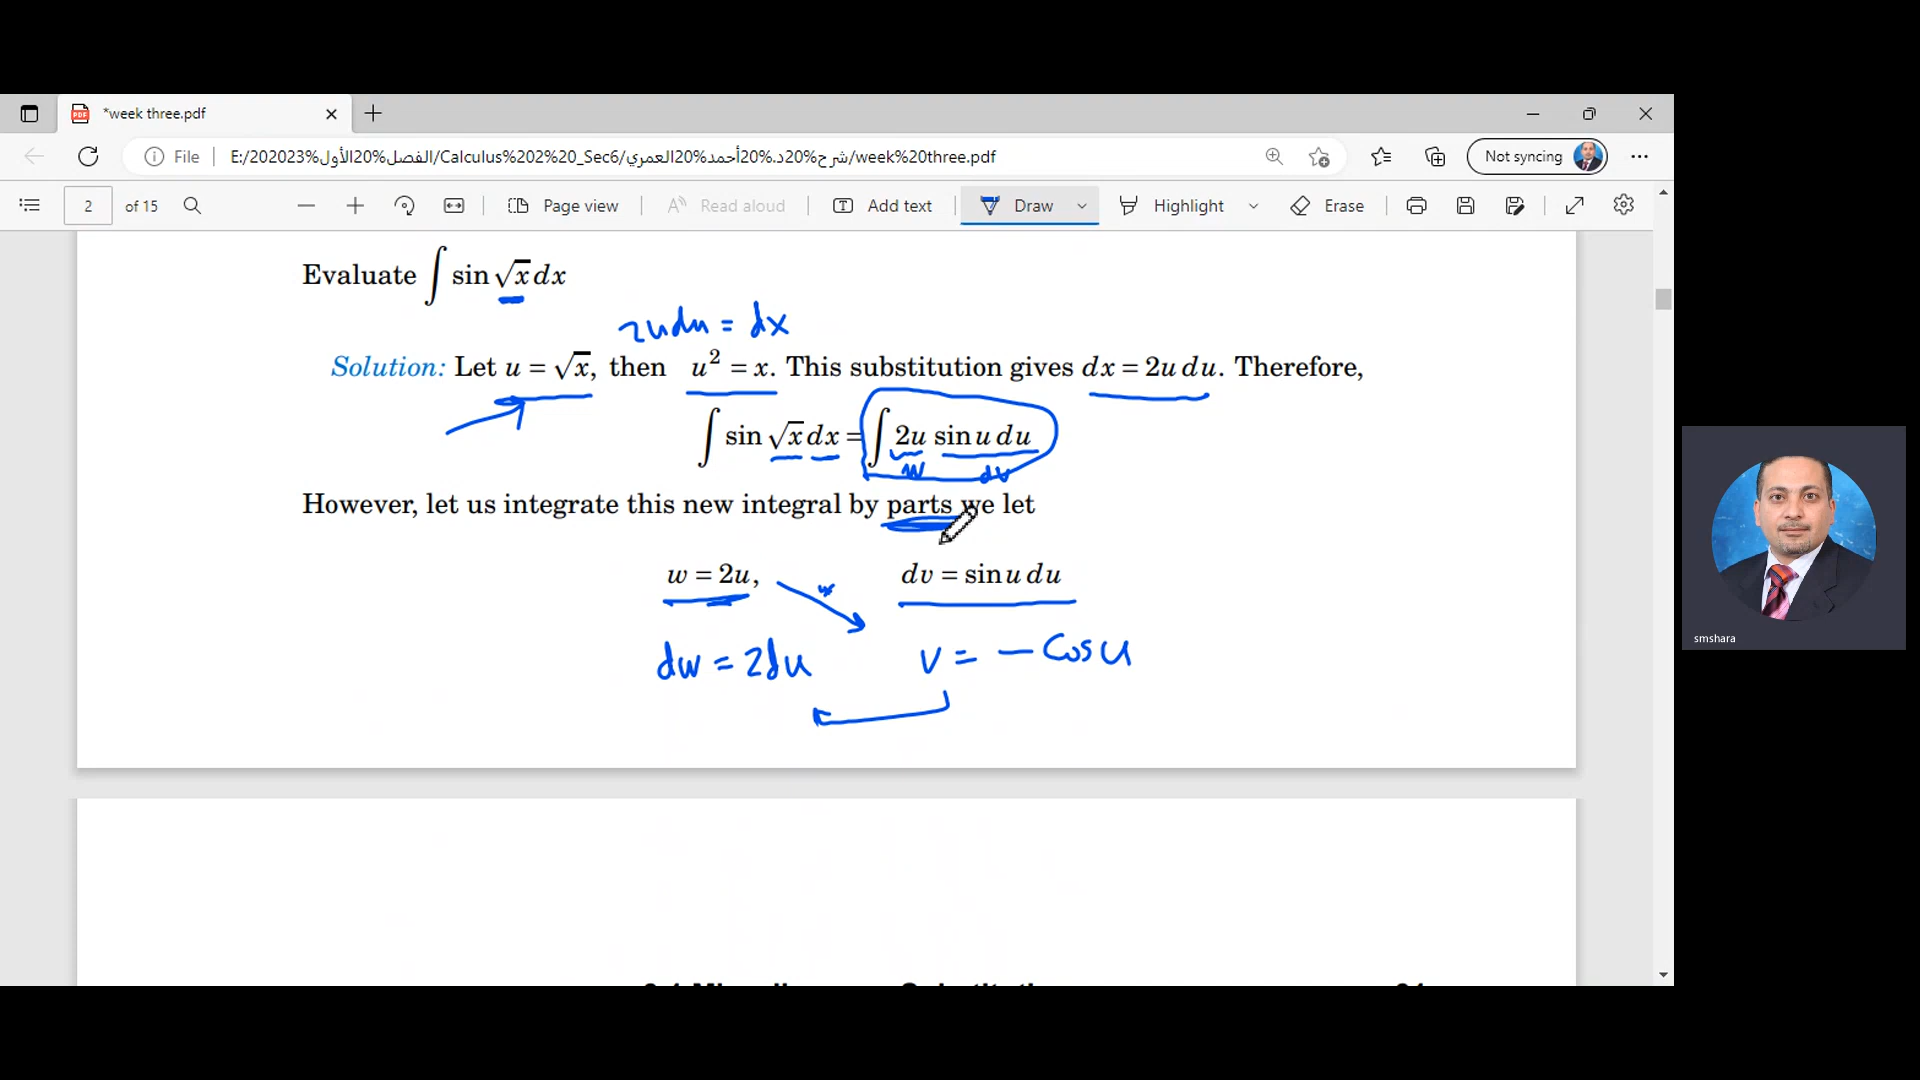 *week three.pdf
File E:/202023%الفصل%20الأول/Calculus%202%20_Sec6/شرح%20د.%20أحمد%20العمري/week%20three.pdf Not syncing
2 of 15 Page view Read aloud Add text Draw Highlight Erase
Evaluate ∫ sin √x dx
2udu = dx
Solution: Let u = √x, then u² = x. This substitution gives dx = 2u du. Therefore,
∫ sin √x dx = ∫ 2u sin u du
w dv
However, let us integrate this new integral by parts we let
w = 2u, dv = sin u du
dw = 2du v = − Cos u
smshara